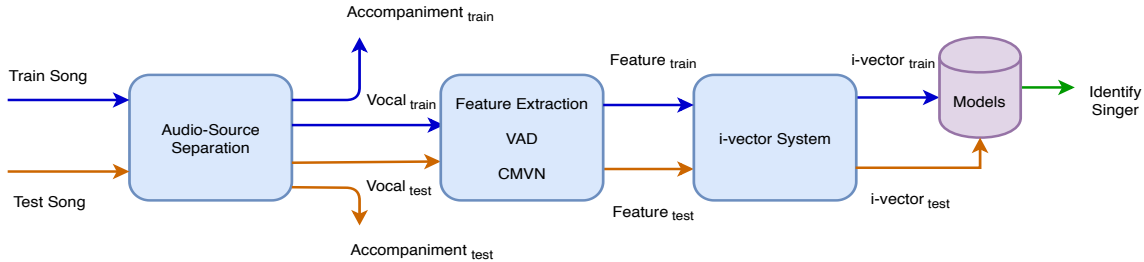 Accompaniment train
Train Song
Vocal train
Feature train
i-vector train
Audio-Source
Separation
Feature Extraction
VAD
CMVN
i-vector System
Models
Identify
Singer
Test Song
Vocal test
Feature test
i-vector test
Accompaniment test